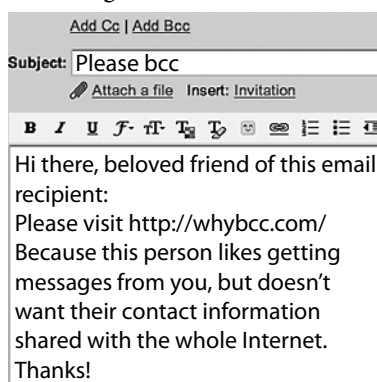 Add Cc | Add Bcc
Subject: Please bcc
Attach a file Insert: Invitation
B I U
Hi there, beloved friend of this email
recipient:
Please visit http://whybcc.com/
Because this person likes getting
messages from you, but doesn't
want their contact information
shared with the whole Internet.
Thanks!